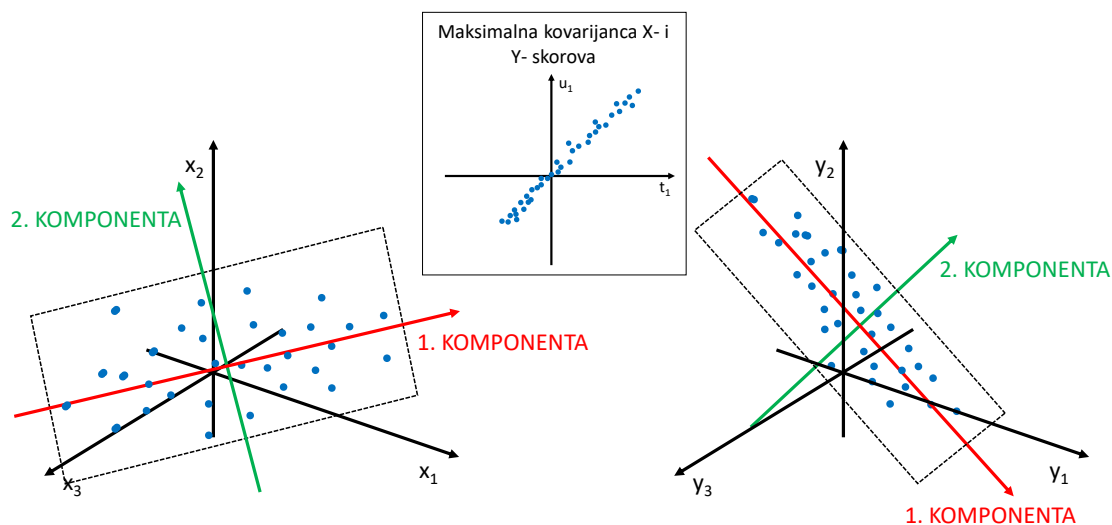 Maksimalna kovarijanca X- i
Y- skorova
u₁
t₁
x₂
2. KOMPONENTA
1. KOMPONENTA
x₁
x₃
y₂
2. KOMPONENTA
y₁
y₃
1. KOMPONENTA